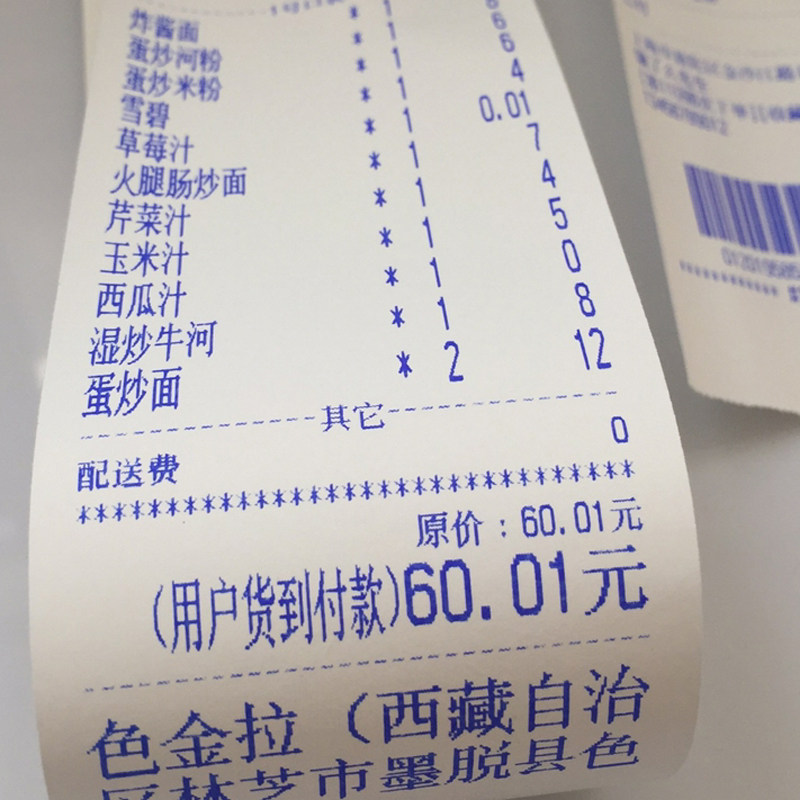 炸酱面 * 1 8
蛋炒河粉 * 1 6
蛋炒米粉 * 1 6
雪碧 * 1 4
草莓汁 * 1 0.01
火腿肠炒面 * 1 7
芹菜汁 * 1 4
玉米汁 * 1 5
西瓜汁 * 1 0
湿炒牛河 * 1 8
蛋炒面 * 2 12
其它
配送费 0
********************************
原价：60.01元
(用户货到付款)60.01元
色金拉（西藏自治
区林芝市墨脱县色